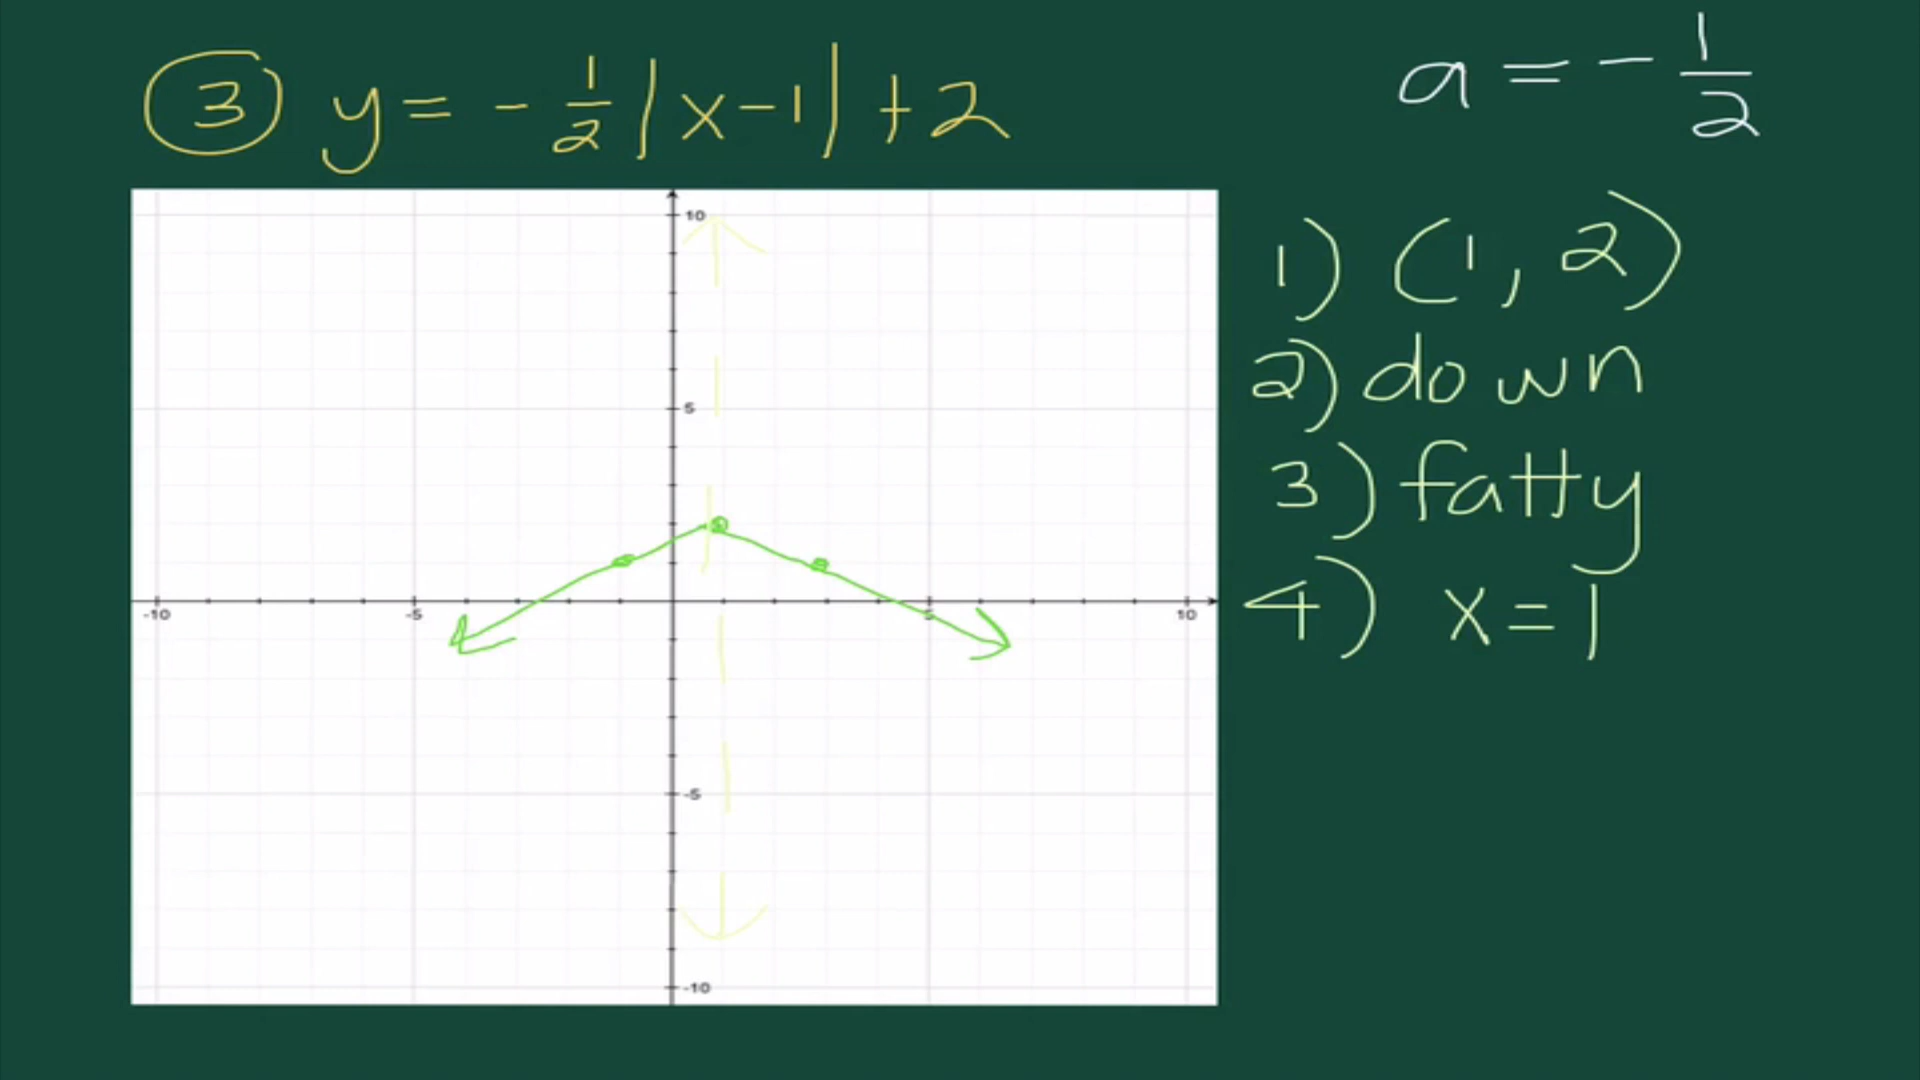 ③ y = -1/2|x-1| + 2
a = -1/2
10
5
-10 -5 5 10
-5
-10
1) (1, 2)
2) down
3) fatty
4) x = 1